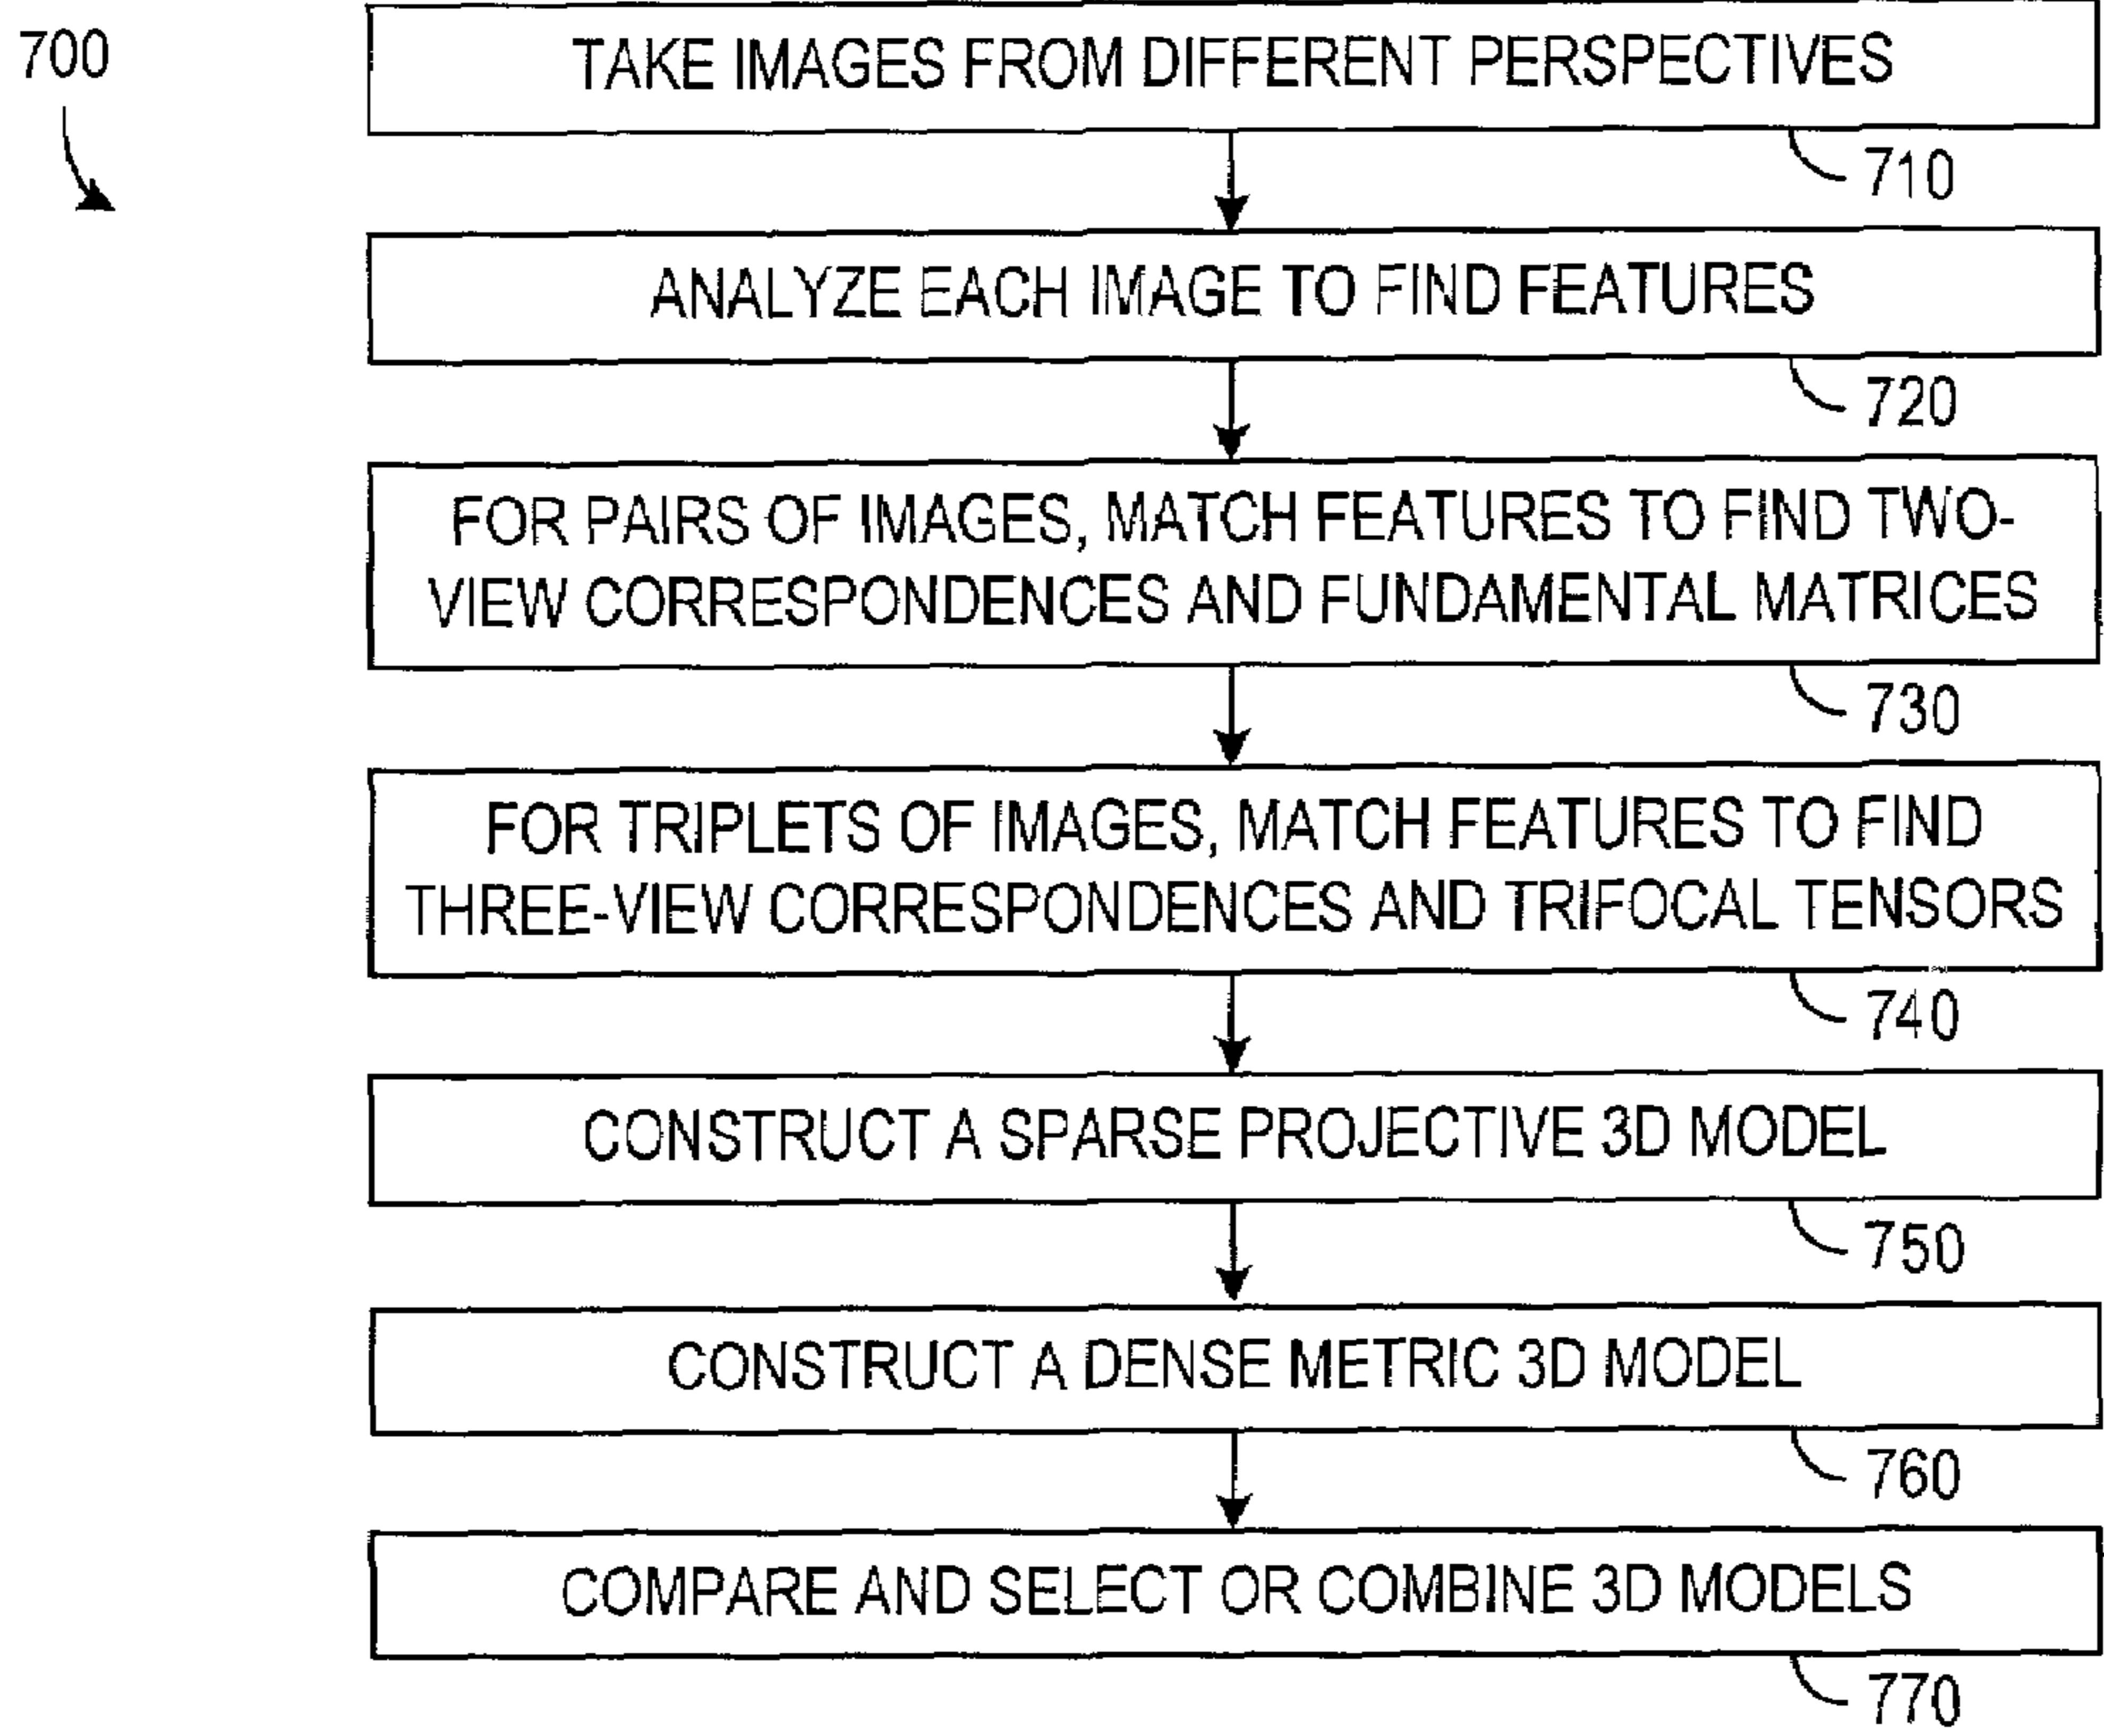 700
TAKE IMAGES FROM DIFFERENT PERSPECTIVES
710
ANALYZE EACH IMAGE TO FIND FEATURES
720
FOR PAIRS OF IMAGES, MATCH FEATURES TO FIND TWO-
VIEW CORRESPONDENCES AND FUNDAMENTAL MATRICES
730
FOR TRIPLETS OF IMAGES, MATCH FEATURES TO FIND
THREE-VIEW CORRESPONDENCES AND TRIFOCAL TENSORS
740
CONSTRUCT A SPARSE PROJECTIVE 3D MODEL
750
CONSTRUCT A DENSE METRIC 3D MODEL
760
COMPARE AND SELECT OR COMBINE 3D MODELS
770